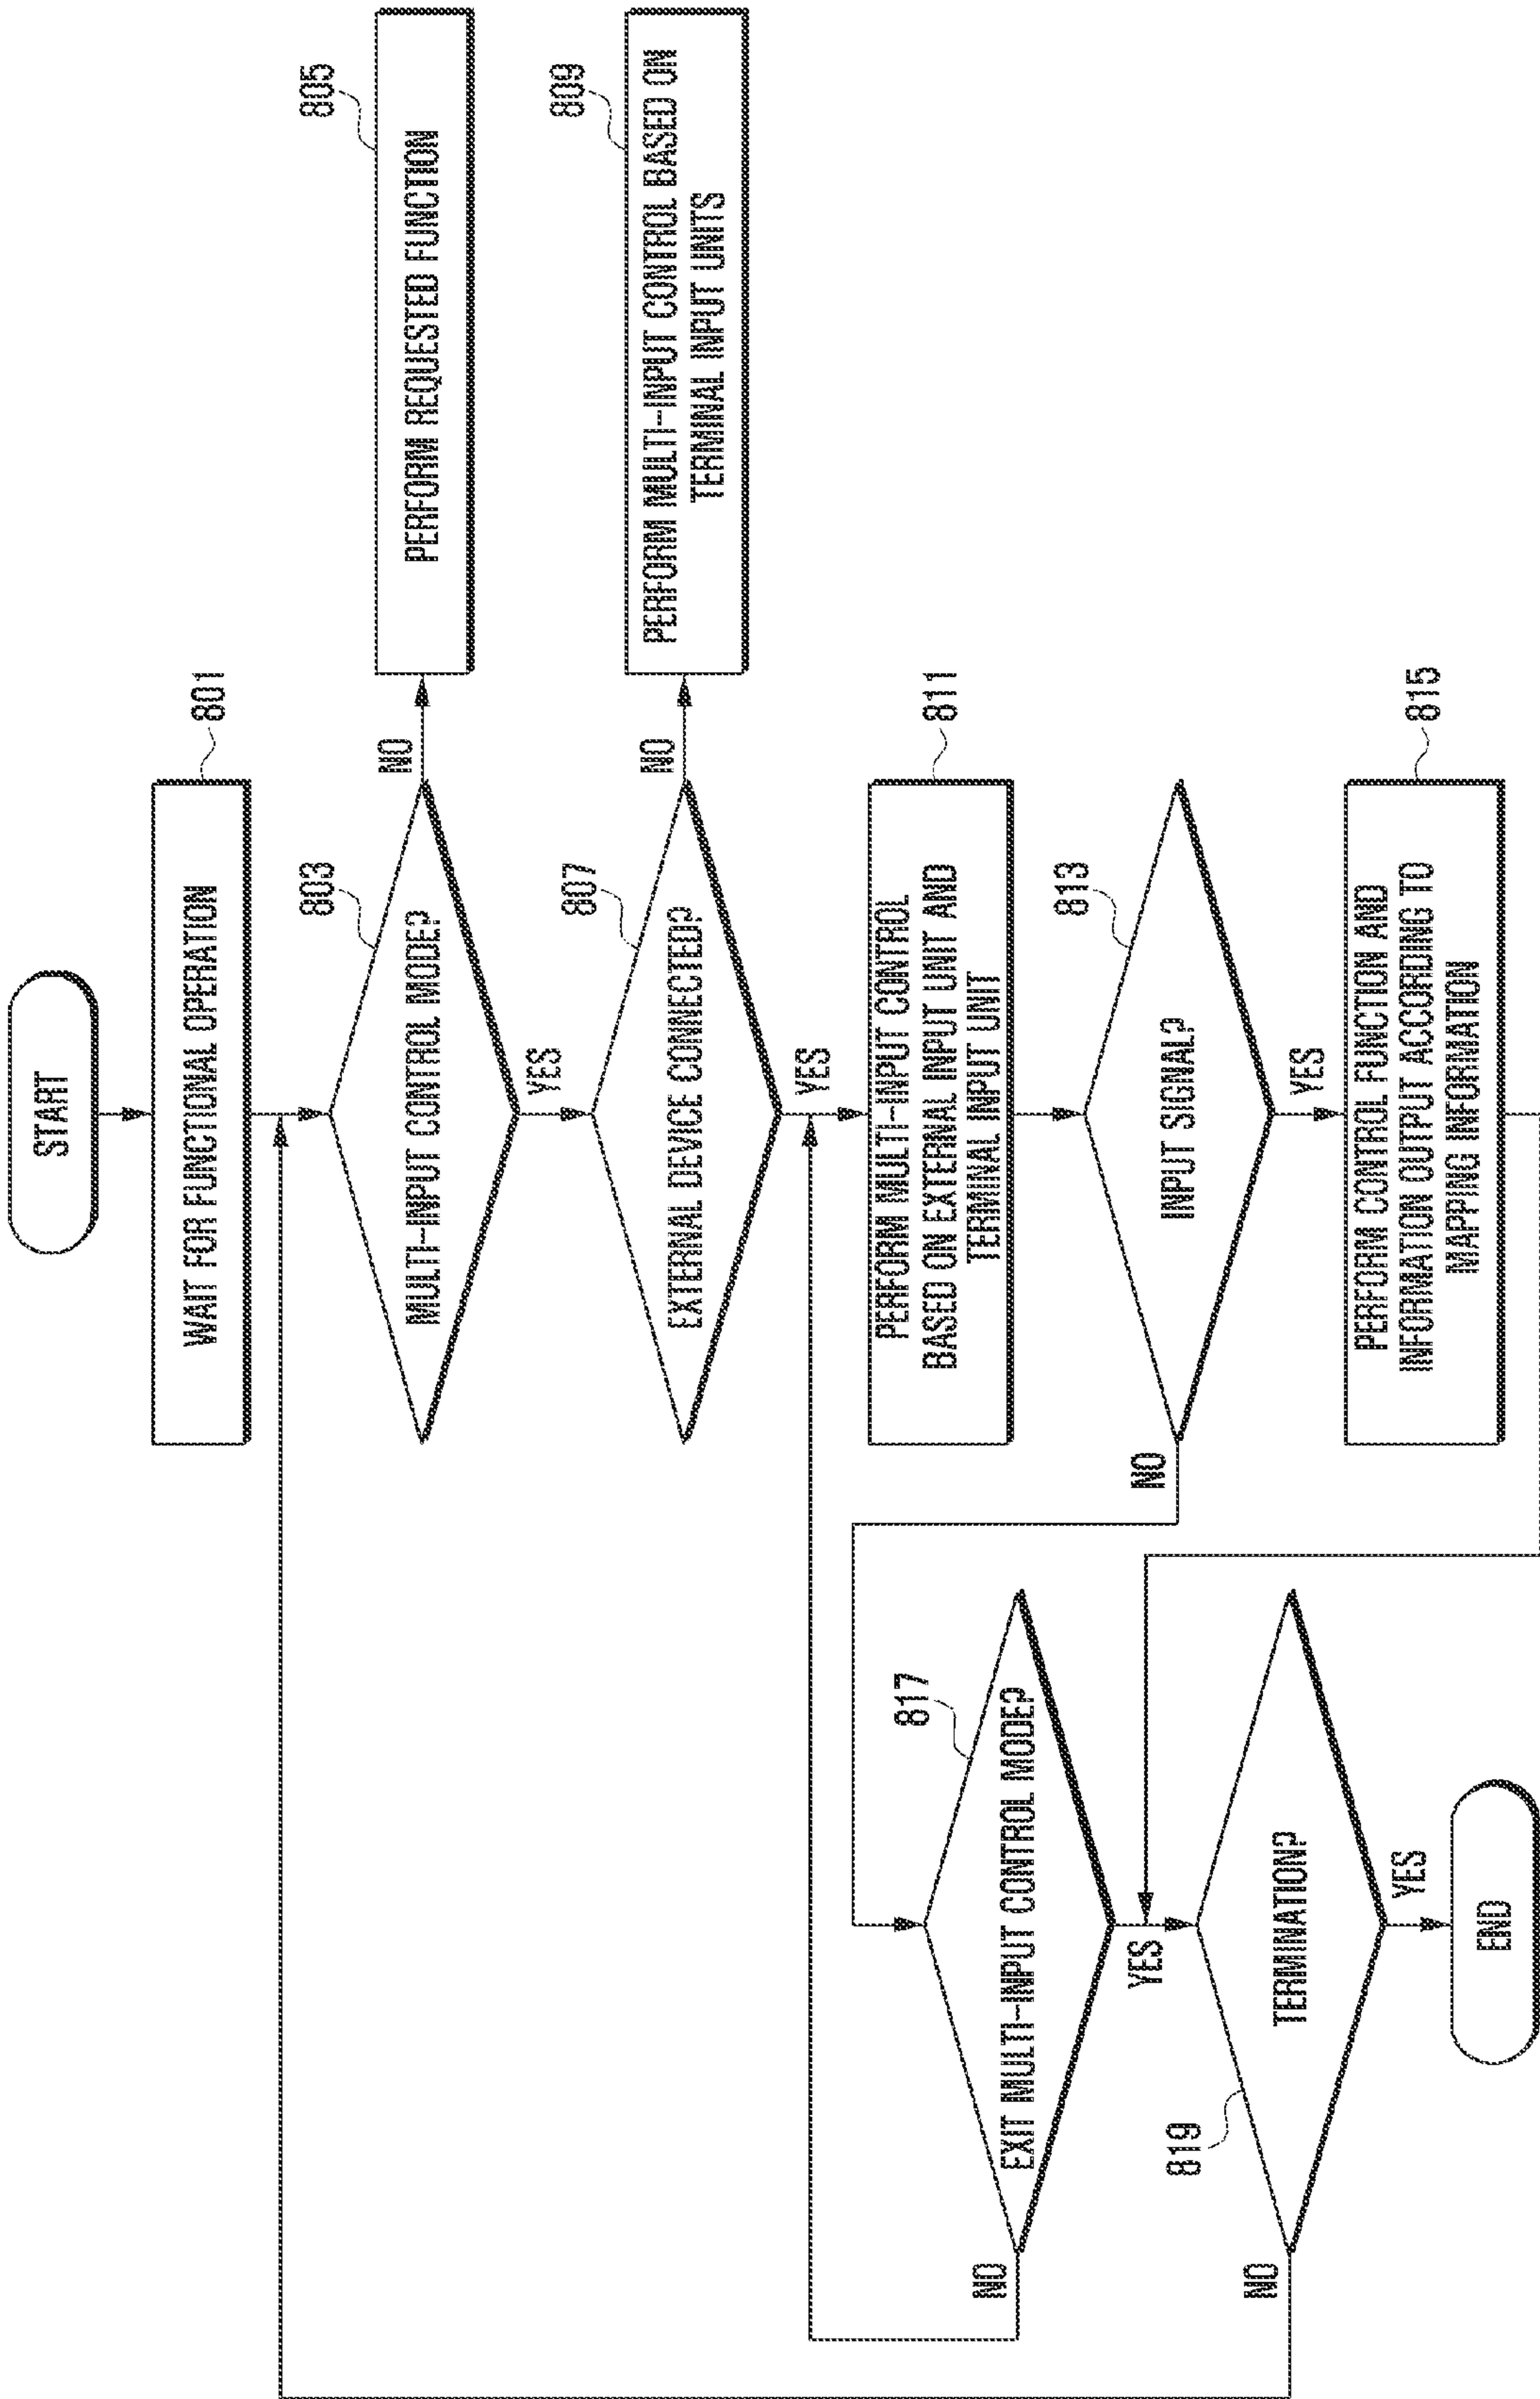 START
WAIT FOR FUNCTIONAL OPERATION
801
MULTI-INPUT CONTROL MODE?
803
NO
PERFORM REQUESTED FUNCTION
805
YES
EXTERNAL DEVICE CONNECTED?
807
NO
PERFORM MULTI-INPUT CONTROL BASED ON
TERMINAL INPUT UNITS
809
YES
PERFORM MULTI-INPUT CONTROL
BASED ON EXTERNAL INPUT UNIT AND
TERMINAL INPUT UNIT
811
INPUT SIGNAL?
813
NO
YES
PERFORM CONTROL FUNCTION AND
INFORMATION OUTPUT ACCORDING TO
MAPPING INFORMATION
815
EXIT MULTI-INPUT CONTROL MODE?
817
NO
YES
TERMINATION?
819
NO
YES
END